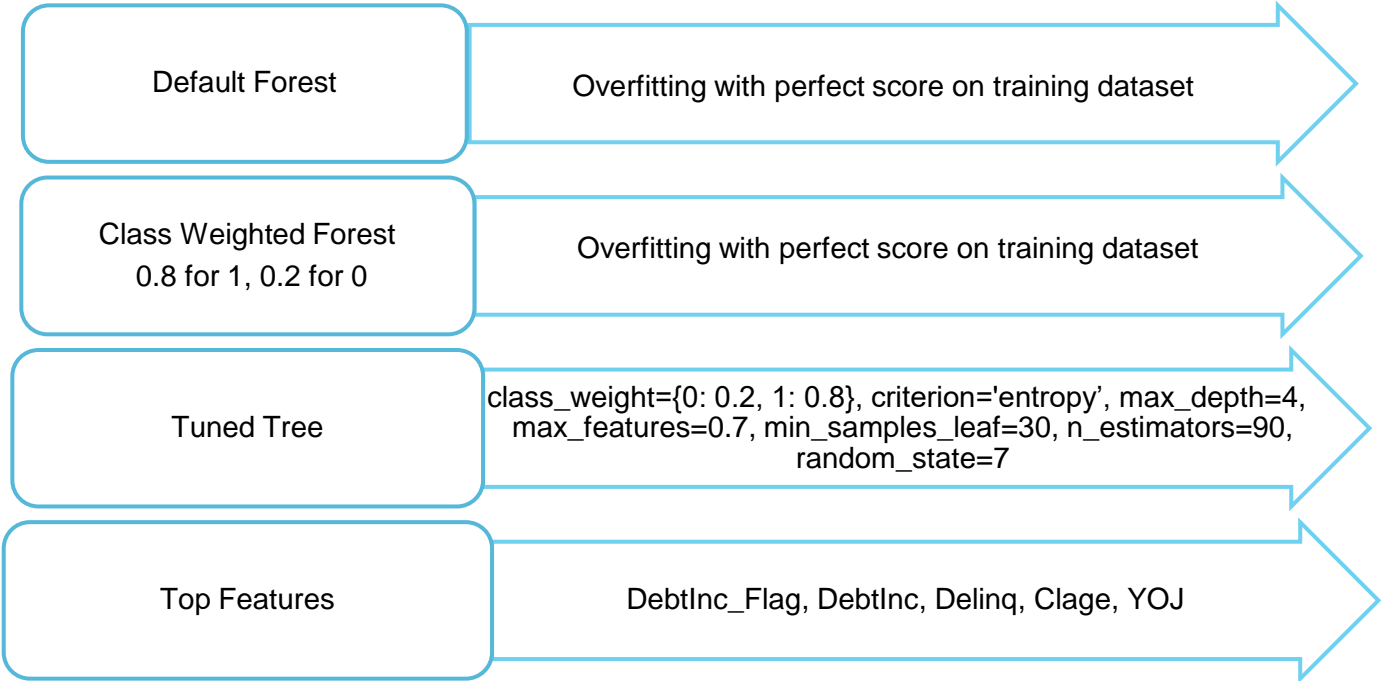 Default Forest
Overfitting with perfect score on training dataset
Class Weighted Forest
0.8 for 1, 0.2 for 0
Overfitting with perfect score on training dataset
Tuned Tree
class_weight={0: 0.2, 1: 0.8}, criterion='entropy’, max_depth=4,
max_features=0.7, min_samples_leaf=30, n_estimators=90,
random_state=7
Top Features
DebtInc_Flag, DebtInc, Delinq, Clage, YOJ